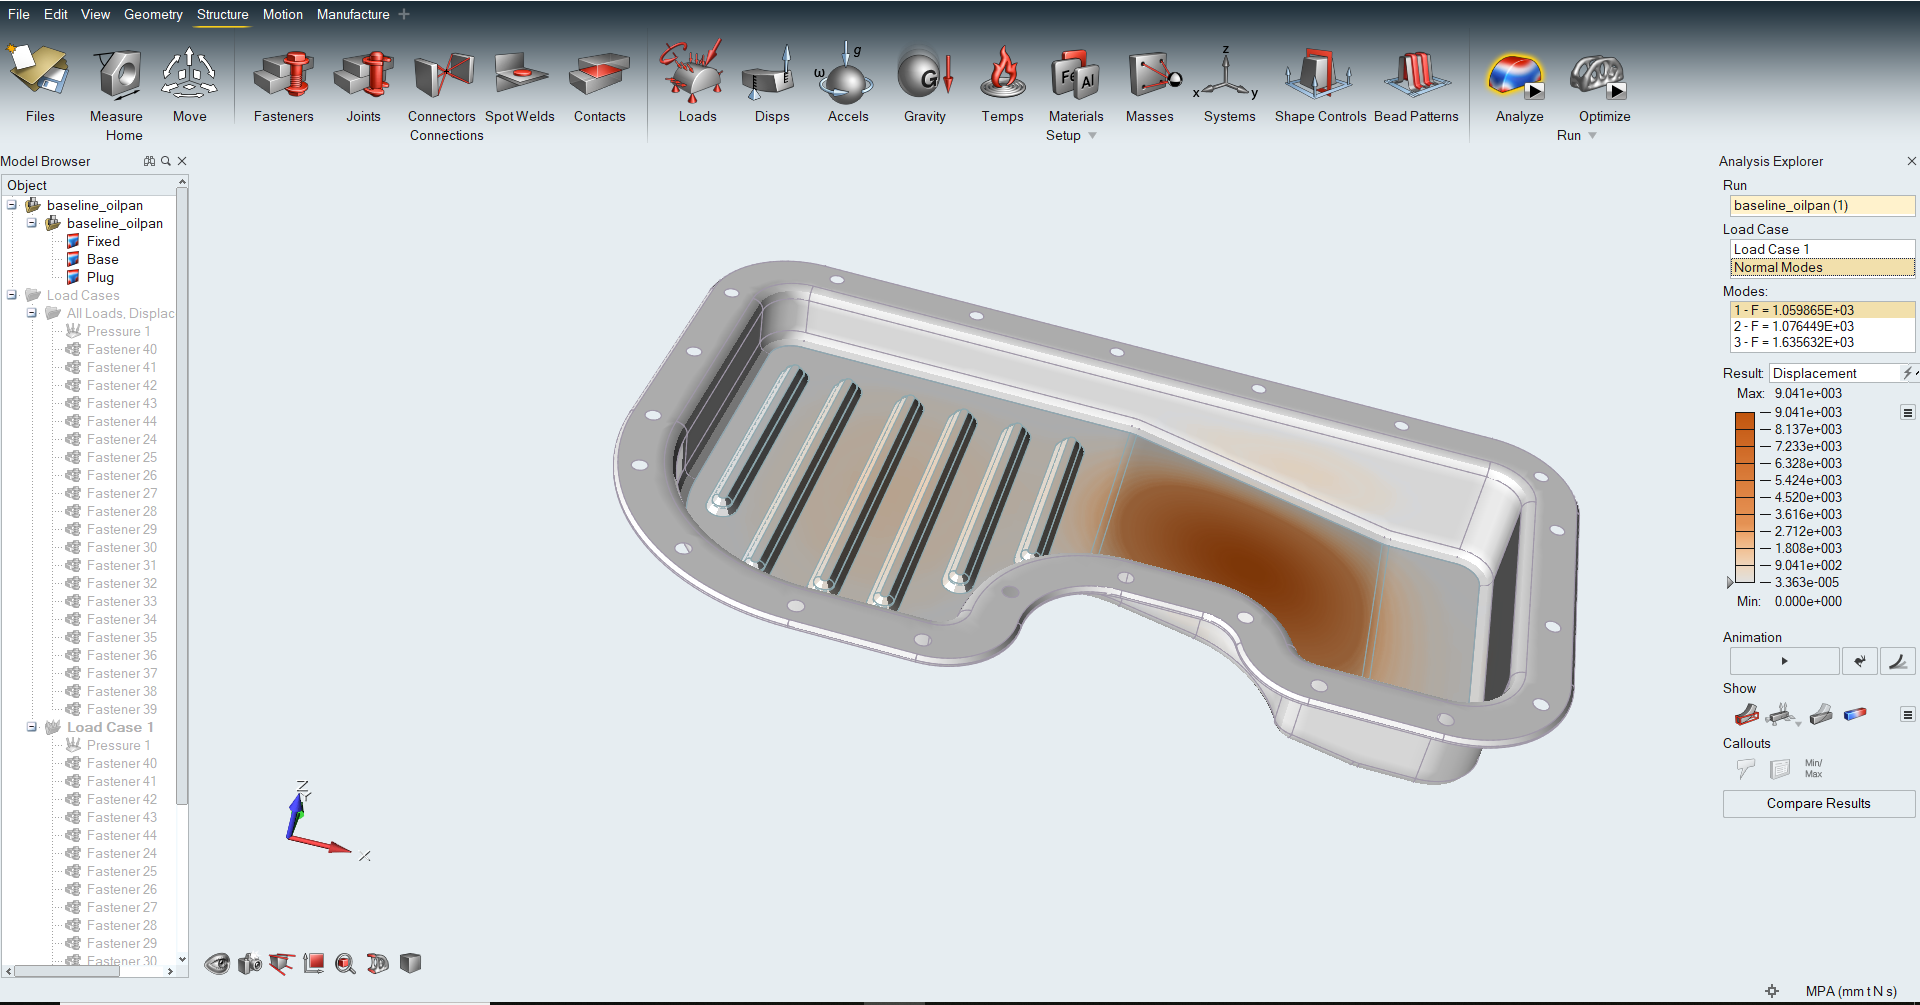 File Edit View Geometry Structure Motion Manufacture
Files Measure Move Fasteners Joints Connectors Spot Welds Contacts Loads Disps Accels Gravity Temps Materials Masses Systems Shape Controls Bead Patterns Analyze Optimize
Home Connections Setup Run
g
ω
G
Fe
Al
z
x
y
Model Browser
Object
baseline_oilpan
baseline_oilpan
Fixed
Base
Plug
Load Cases
All Loads, Displac
Pressure 1
Fastener 40
Fastener 41
Fastener 42
Fastener 43
Fastener 44
Fastener 24
Fastener 25
Fastener 26
Fastener 27
Fastener 28
Fastener 29
Fastener 30
Fastener 31
Fastener 32
Fastener 33
Fastener 34
Fastener 35
Fastener 36
Fastener 37
Fastener 38
Fastener 39
Load Case 1
Pressure 1
Fastener 40
Fastener 41
Fastener 42
Fastener 43
Fastener 44
Fastener 24
Fastener 25
Fastener 26
Fastener 27
Fastener 28
Fastener 29
Fastener 30
Z
Y
X
Analysis Explorer
Run
baseline_oilpan (1)
Load Case
Load Case 1
Normal Modes
Modes:
1 - F = 1.059865E+03
2 - F = 1.076449E+03
3 - F = 1.635632E+03
Result: Displacement
Max: 9.041e+003
9.041e+003
8.137e+003
7.233e+003
6.328e+003
5.424e+003
4.520e+003
3.616e+003
2.712e+003
1.808e+003
9.041e+002
3.363e-005
Min: 0.000e+000
Animation
Show
Callouts
Min/
Max
Compare Results
MPA (mm t N s)